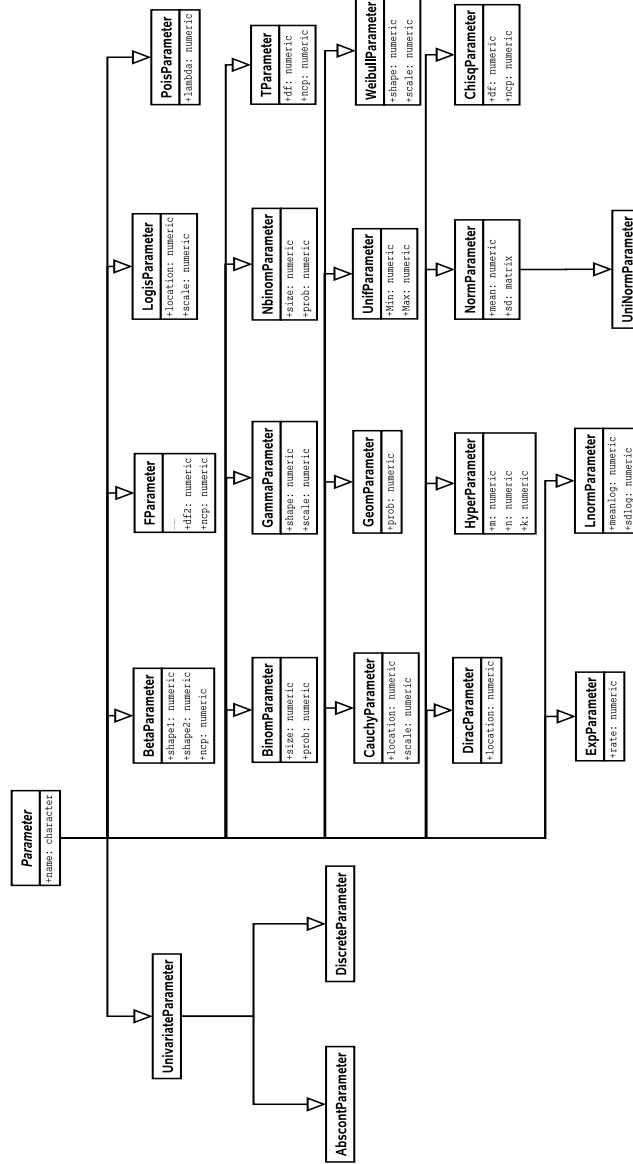 Parameter
+name: character
UnivariateParameter
AbscontParameter
DiscreteParameter
BetaParameter
+shape1: numeric
+shape2: numeric
+ncp: numeric
FParameter
+df2: numeric
+ncp: numeric
LogisParameter
+location: numeric
+scale: numeric
PoisParameter
+lambda: numeric
BinomParameter
+size: numeric
+prob: numeric
GammaParameter
+shape: numeric
+scale: numeric
NbinomParameter
+size: numeric
+prob: numeric
TParameter
+df: numeric
+ncp: numeric
CauchyParameter
+location: numeric
+scale: numeric
GeomParameter
+prob: numeric
UnifParameter
+Min: numeric
+Max: numeric
WeibullParameter
+shape: numeric
+scale: numeric
DiracParameter
+location: numeric
HyperParameter
+m: numeric
+n: numeric
+k: numeric
NormParameter
+mean: numeric
+sd: matrix
ChisqParameter
+df: numeric
+ncp: numeric
ExpParameter
+rate: numeric
LnormParameter
+meanlog: numeric
+sdlog: numeric
UniNormParameter